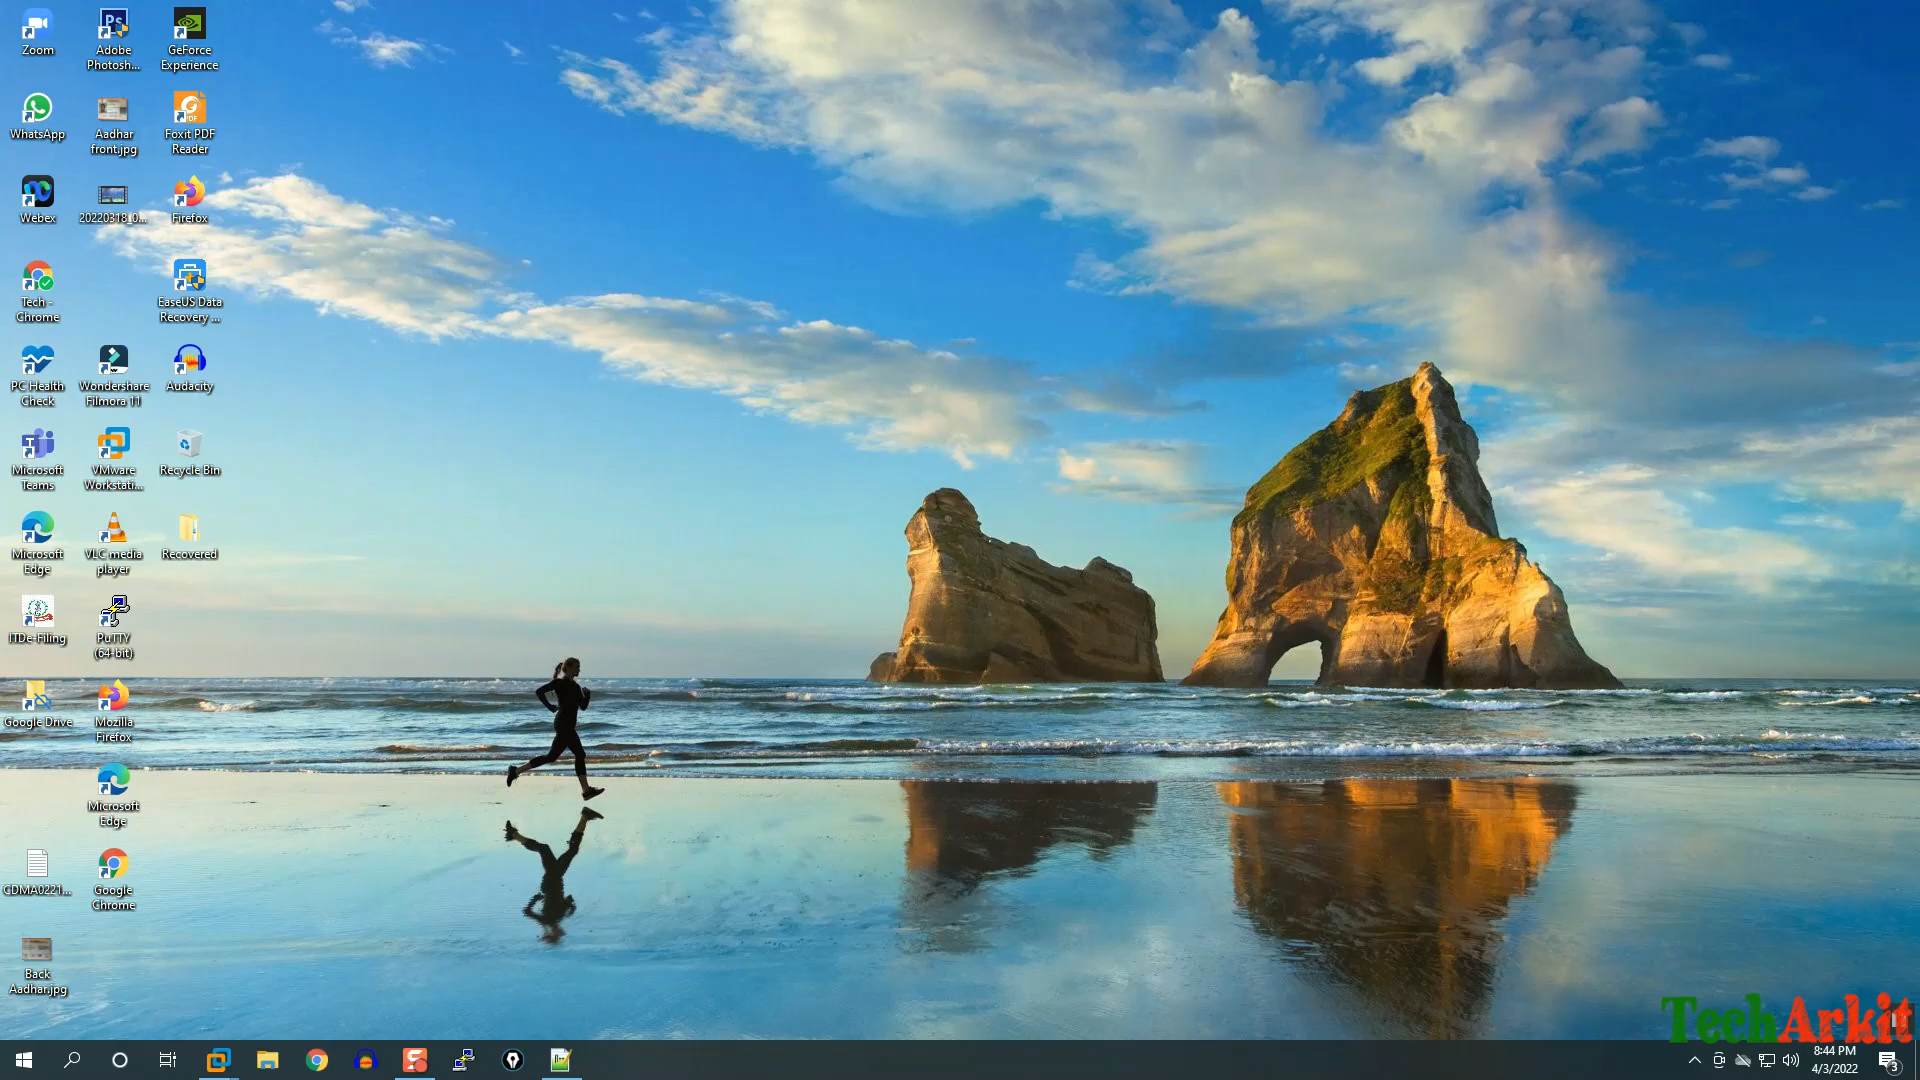 Zoom
Adobe
Photosh...
GeForce
Experience
WhatsApp
Aadhar
front.jpg
Foxit PDF
Reader
Webex
20220318_0...
Firefox
Tech -
Chrome
EaseUS Data
Recovery ...
PC Health
Check
Wondershare
Filmora 11
Audacity
Microsoft
Teams
VMware
Workstati...
Recycle Bin
Microsoft
Edge
VLC media
player
Recovered
ITDe-Filing
PuTTY
(64-bit)
Google Drive
Mozilla
Firefox
Microsoft
Edge
CDMA0221...
Google
Chrome
Back
Aadhar.jpg
TechArkit
8:44 PM
4/3/2022
3